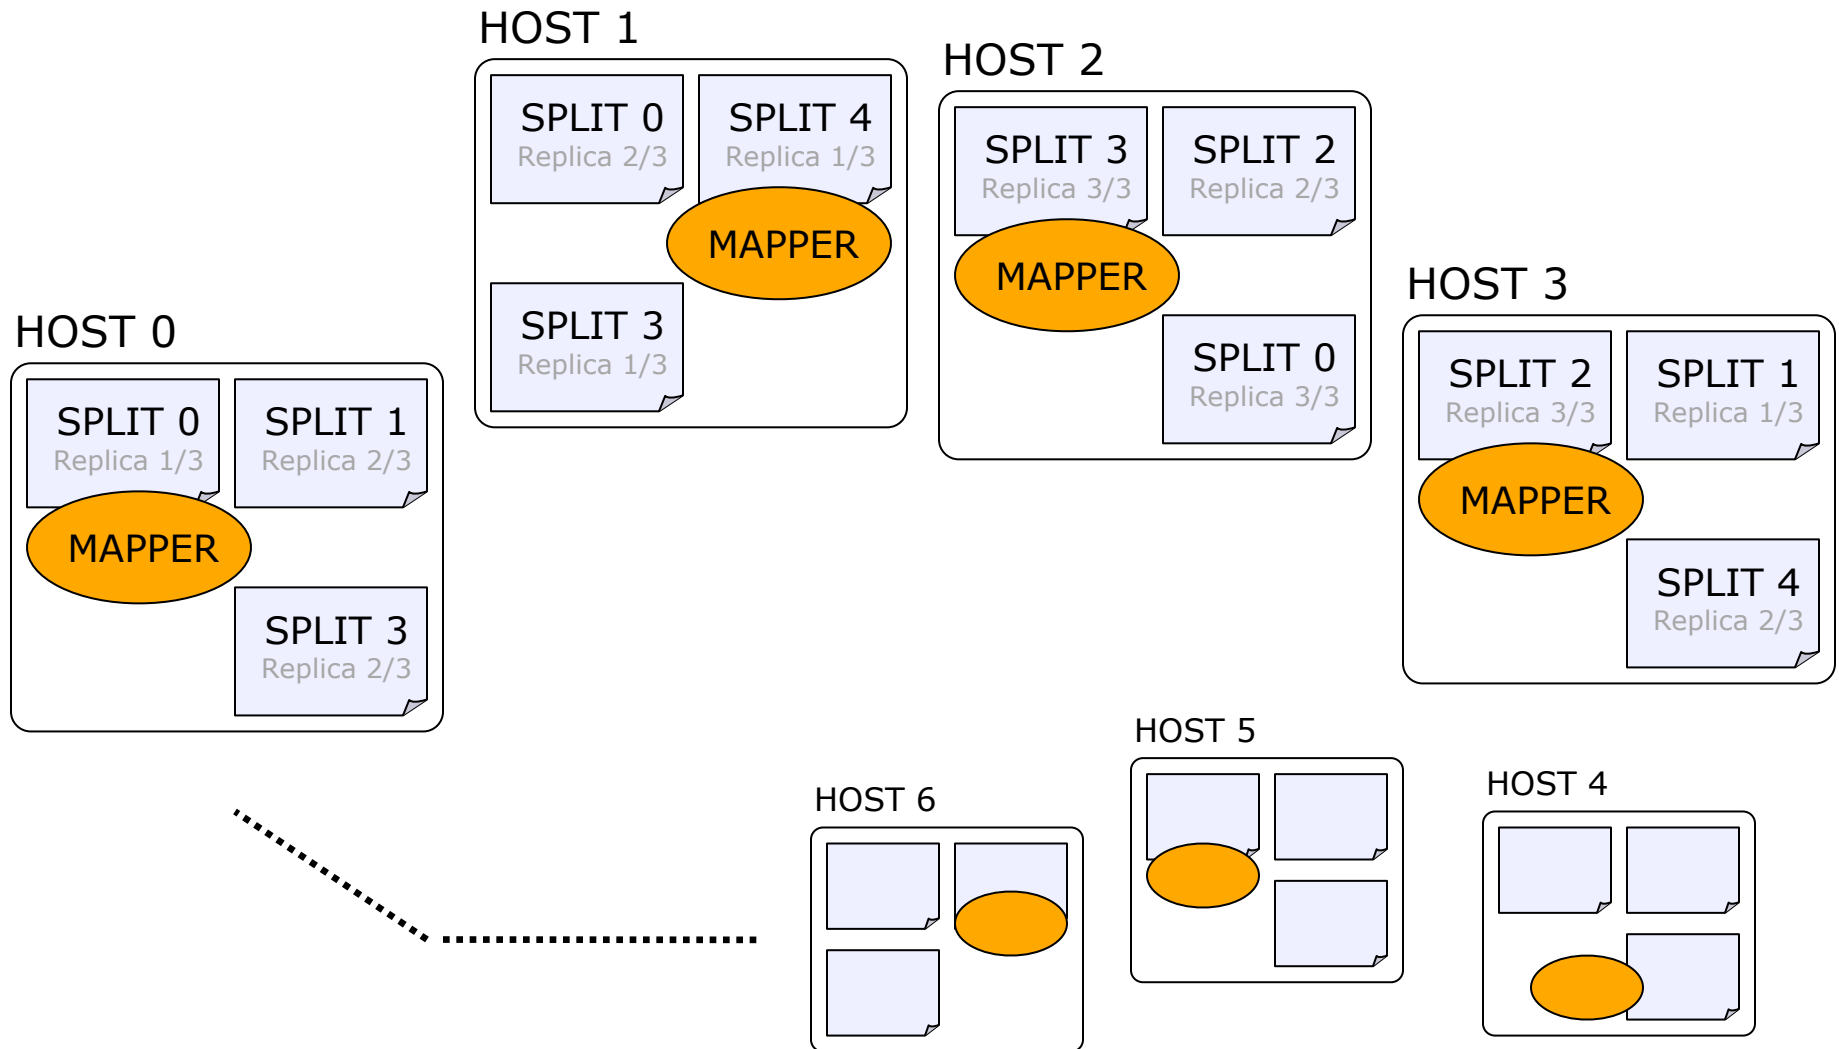 HOST 0
SPLIT 0
Replica 1/3
SPLIT 1
Replica 2/3
MAPPER
SPLIT 3
Replica 2/3
HOST 1
SPLIT 0
Replica 2/3
SPLIT 4
Replica 1/3
MAPPER
SPLIT 3
Replica 1/3
HOST 2
SPLIT 3
Replica 3/3
SPLIT 2
Replica 2/3
MAPPER
SPLIT 0
Replica 3/3
HOST 3
SPLIT 2
Replica 3/3
SPLIT 1
Replica 1/3
MAPPER
SPLIT 4
Replica 2/3
HOST 6
HOST 5
HOST 4